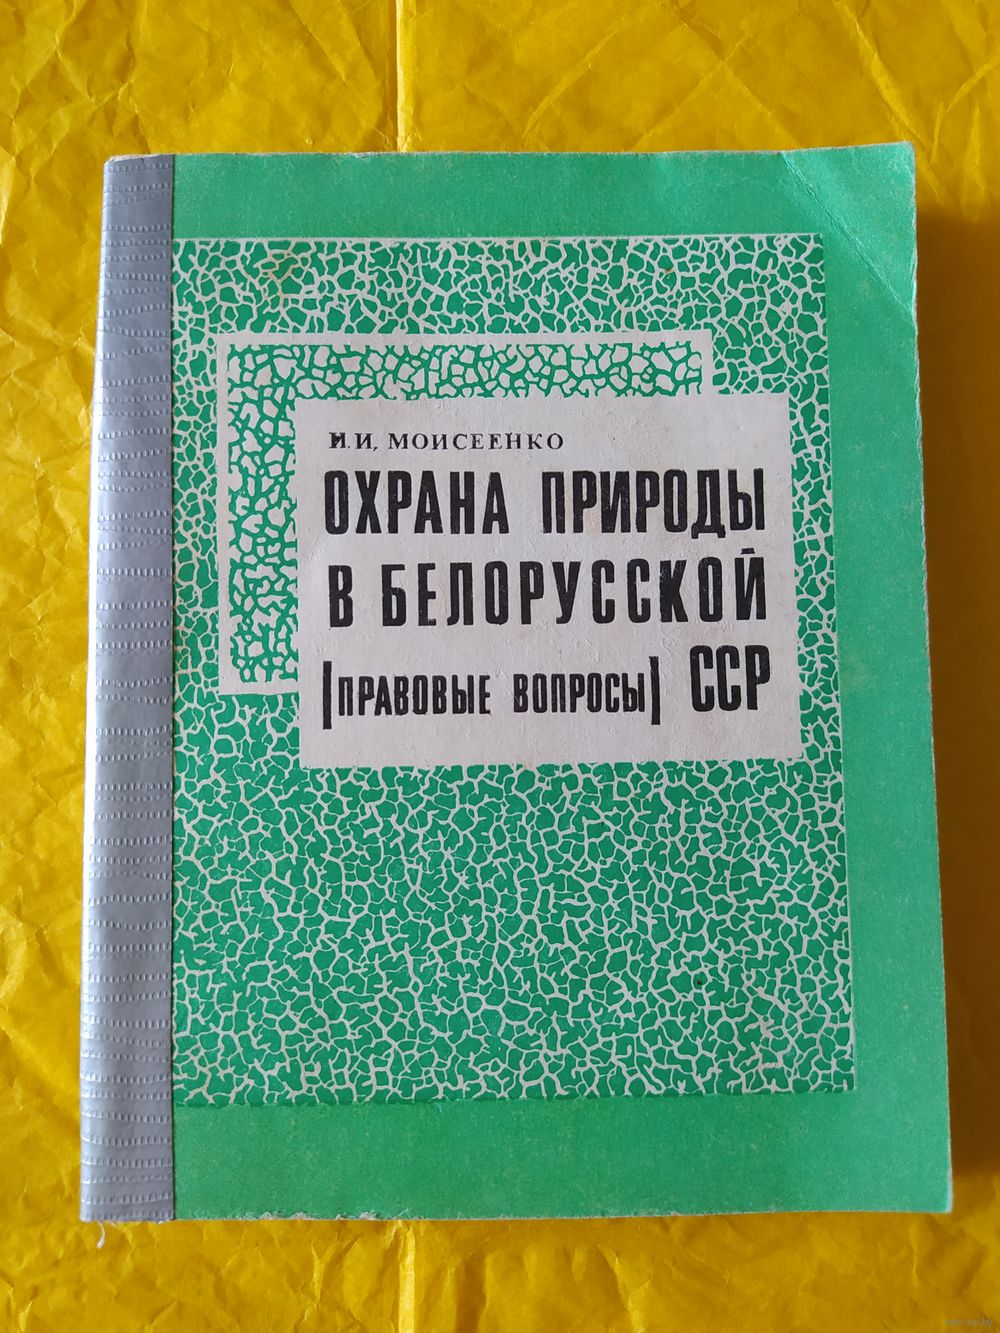 И.И. МОИСЕЕНКО
ОХРАНА ПРИРОДЫ
В БЕЛОРУССКОЙ
[ПРАВОВЫЕ ВОПРОСЫ] ССР